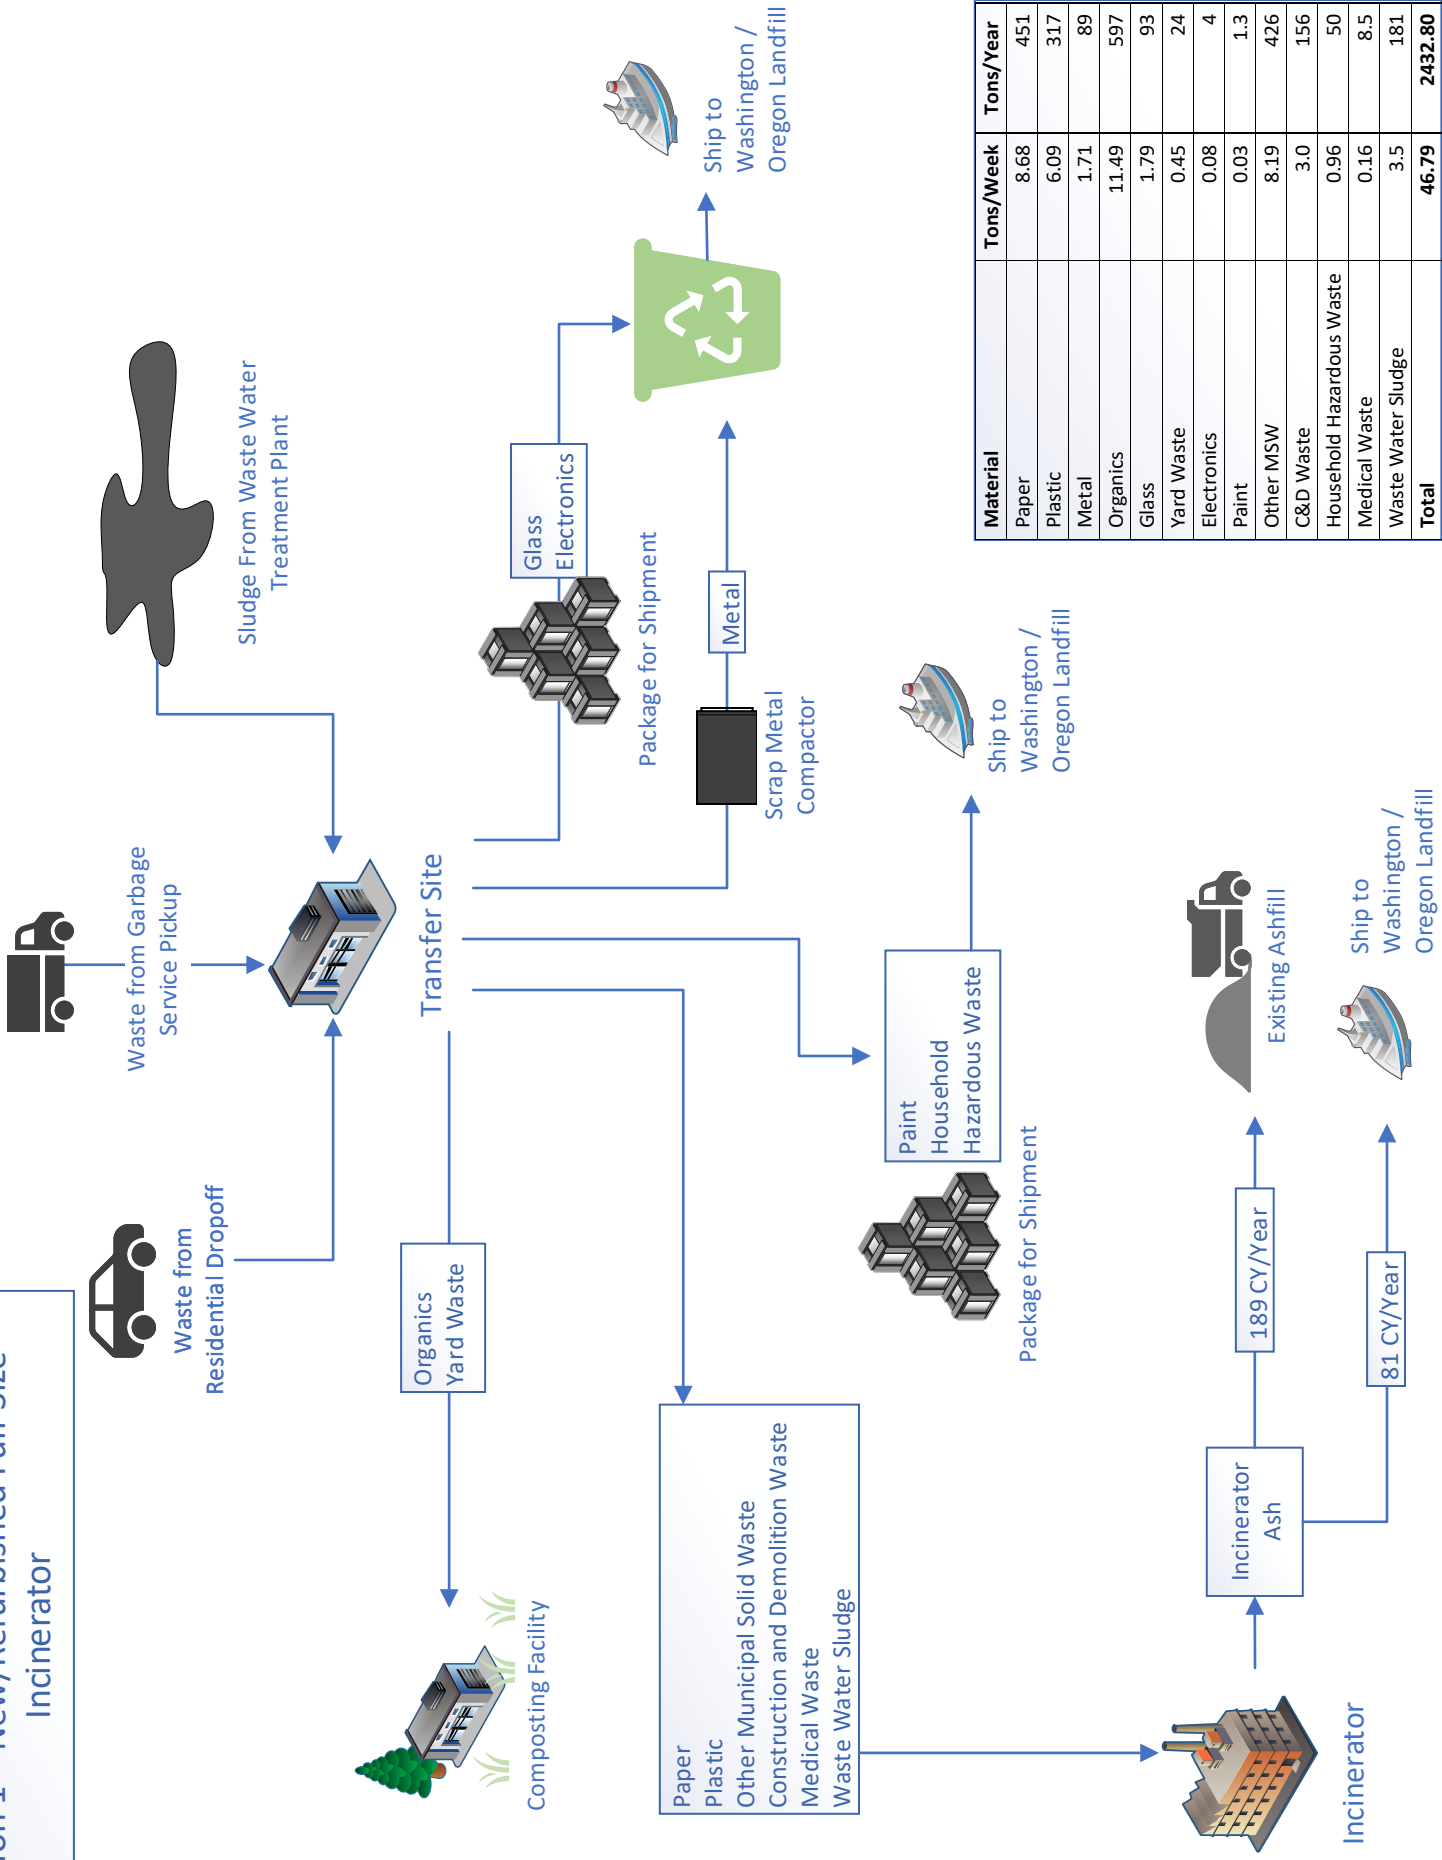 Incinerator
Waste from
Residential Dropoff
Waste from Garbage
Service Pickup
Sludge From Waste Water
Treatment Plant
Transfer Site
Organics
Yard Waste
Composting Facility
Glass
Electronics
Package for Shipment
Metal
Scrap Metal
Compactor
Ship to
Washington /
Oregon Landfill
Paper
Plastic
Other Municipal Solid Waste
Construction and Demolition Waste
Medical Waste
Waste Water Sludge
Paint
Household
Hazardous Waste
Package for Shipment
Ship to
Washington /
Oregon Landfill
Incinerator
Incinerator
Ash
189 CY/Year
Existing Ashfill
81 CY/Year
Ship to
Washington /
Oregon Landfill
Material Tons/Week Tons/Year
Paper 8.68 451
Plastic 6.09 317
Metal 1.71 89
Organics 11.49 597
Glass 1.79 93
Yard Waste 0.45 24
Electronics 0.08 4
Paint 0.03 1.3
Other MSW 8.19 426
C&D Waste 3.0 156
Household Hazardous Waste 0.96 50
Medical Waste 0.16 8.5
Waste Water Sludge 3.5 181
Total 46.79 2432.80